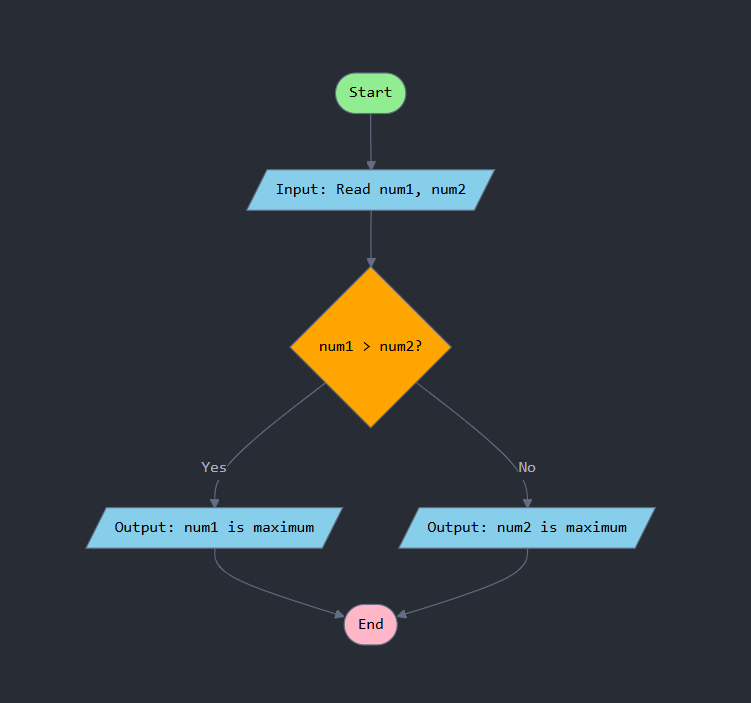 Start
Input: Read num1, num2
num1 > num2?
Yes
No
Output: num1 is maximum
Output: num2 is maximum
End